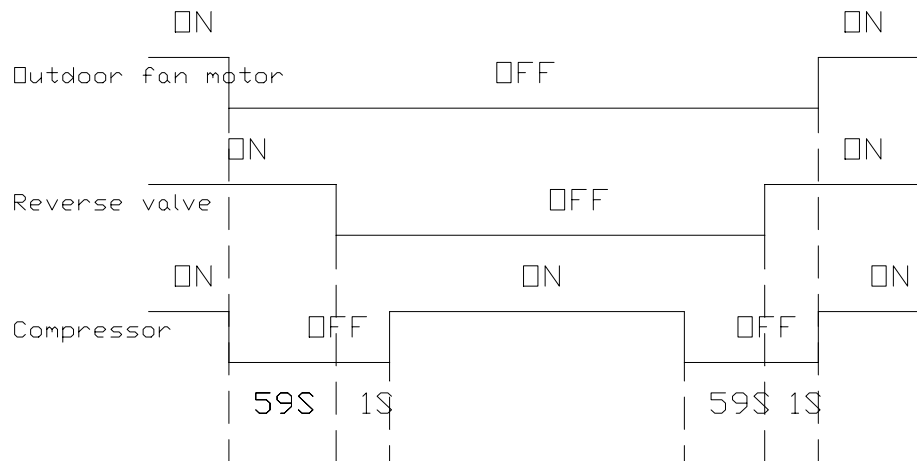 ON ON
Outdoor fan motor OFF
ON ON
Reverse valve OFF
ON ON ON
Compressor OFF OFF
59S 1S 59S 1S